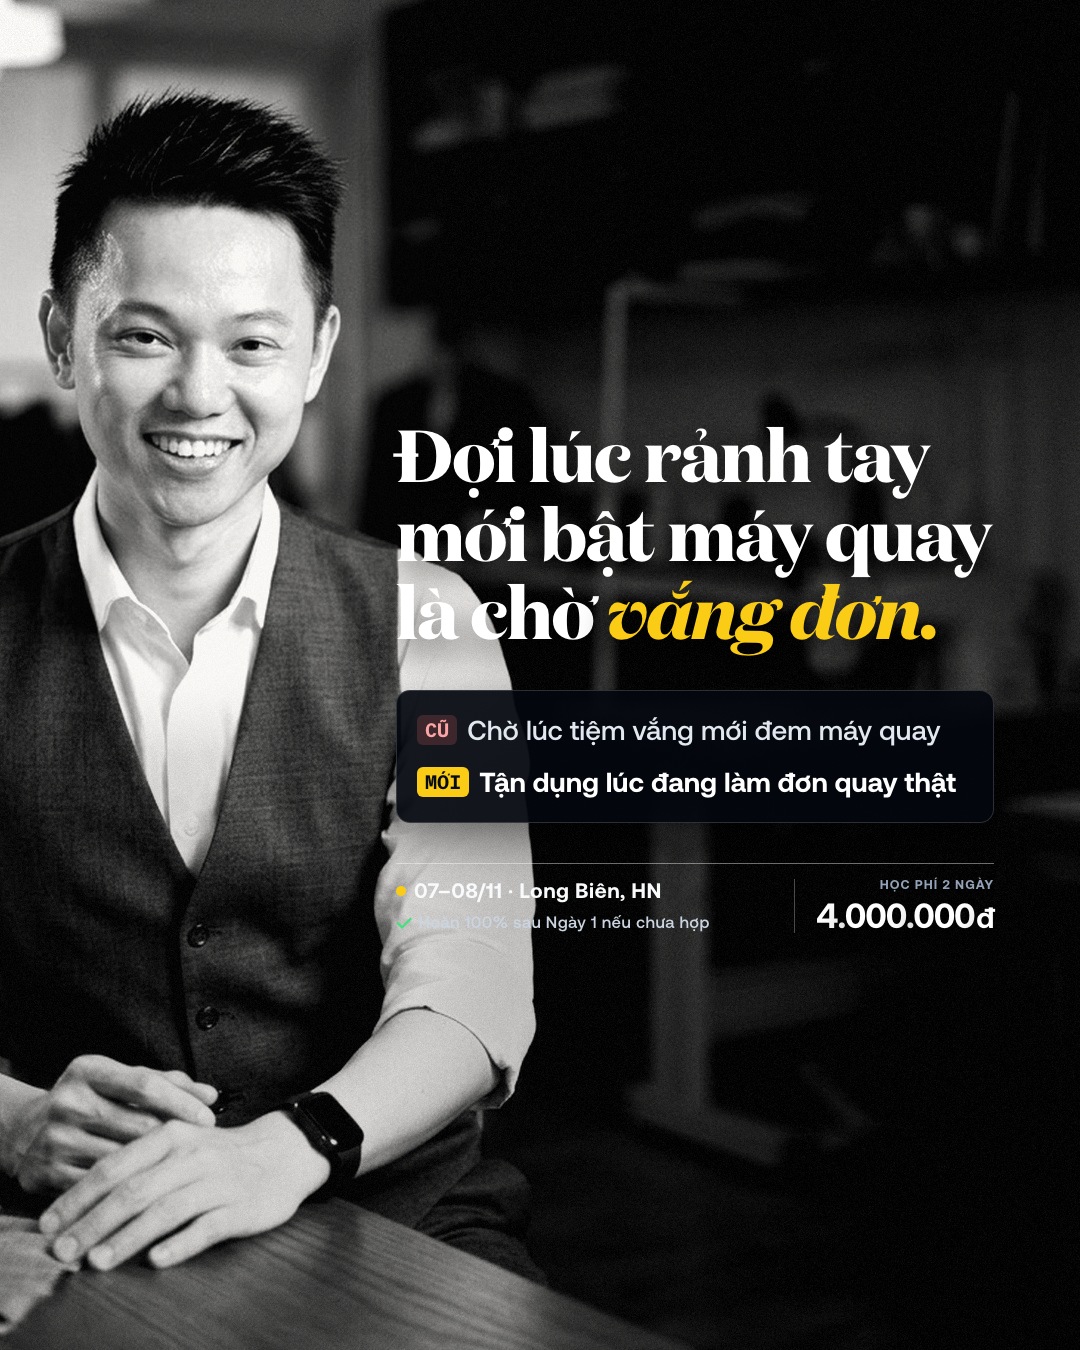 Đợi lúc rảnh tay
mới bật máy quay
là chờ vắng đơn.
CŨ Chờ lúc tiệm vắng mới đem máy quay
MỚI Tận dụng lúc đang làm đơn quay thật
07–08/11 · Long Biên, HN
Hoàn 100% sau Ngày 1 nếu chưa hợp
HỌC PHÍ 2 NGÀY
4.000.000đ